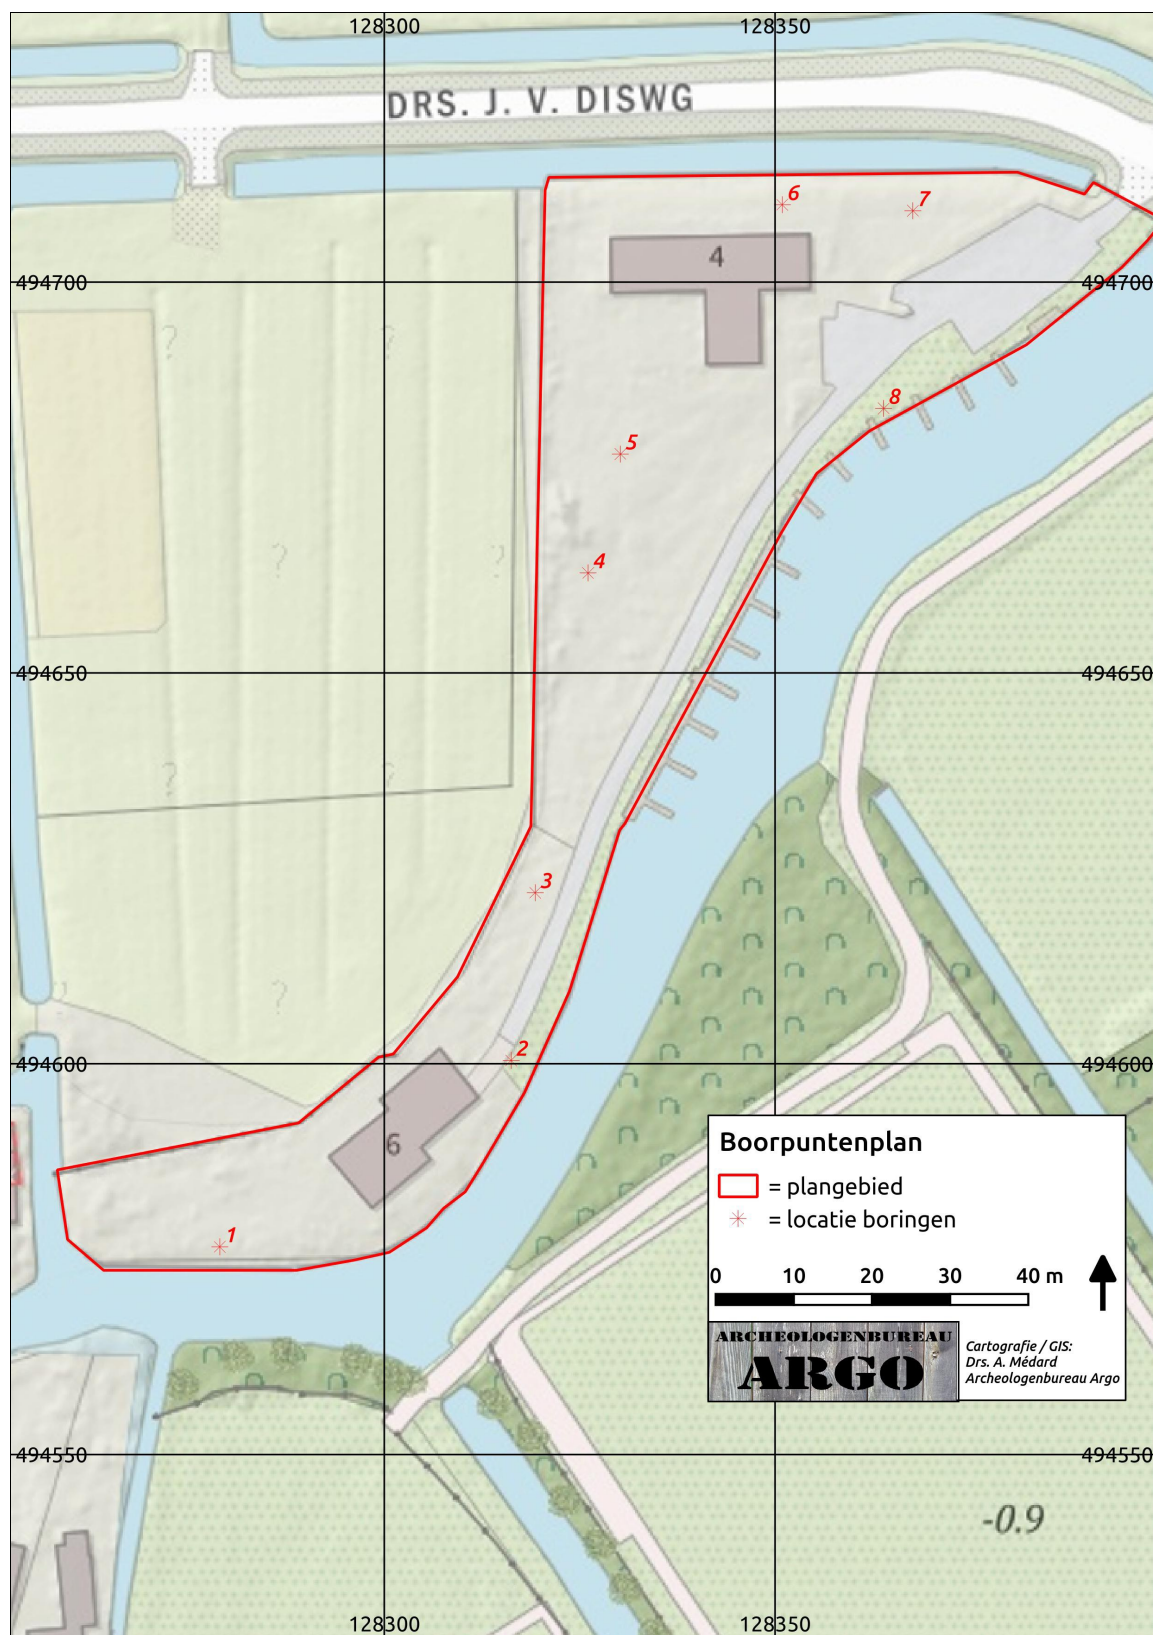 128300
128350
DRS. J. V. DISWG
6
7
4
494700
494700
8
5
4
494650
494650
3
2
494600
494600
6
1
Boorpuntenplan
= plangebied
= locatie boringen
0 10 20 30 40 m
ARCHEOLOGENBUREAU
ARGO
Cartografie / GIS:
Drs. A. Médard
Archeologenbureau Argo
494550
494550
-0.9
128300
128350